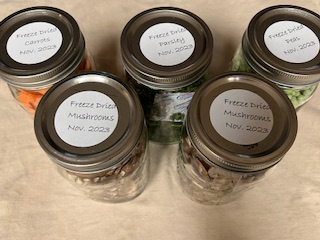 Freeze Dried
Carrots
Nov. 2023
Freeze Dried
Parsley
Nov. 2023
Freeze Dried
Peas
Nov. 2023
Freeze Dried
Mushrooms
Nov. 2023
Freeze Dried
Mushrooms
Nov. 2023